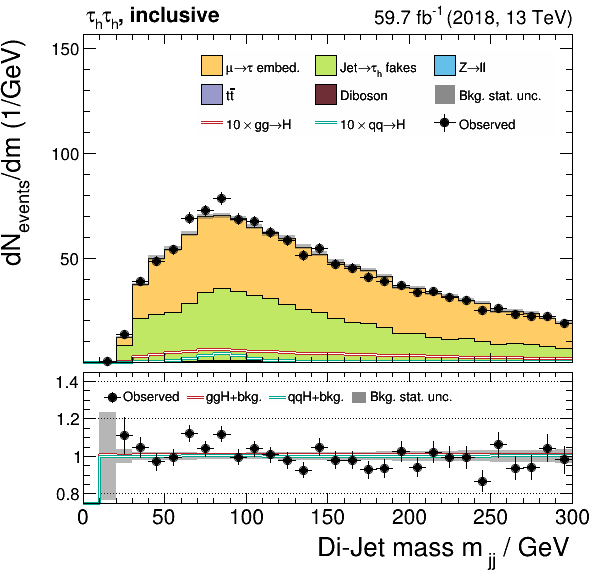 τhτh, inclusive 59.7 fb⁻¹ (2018, 13 TeV)
dNevents/dm (1/GeV)
150
100
50
μ→τ embed. Jet→τh fakes Z→ll
tt̄ Diboson Bkg. stat. unc.
10 × gg→H 10 × qq→H Observed
1.4
1.2
1
0.8
Observed ggH+bkg. qqH+bkg. Bkg. stat. unc.
0 50 100 150 200 250 300
Di-Jet mass mjj / GeV